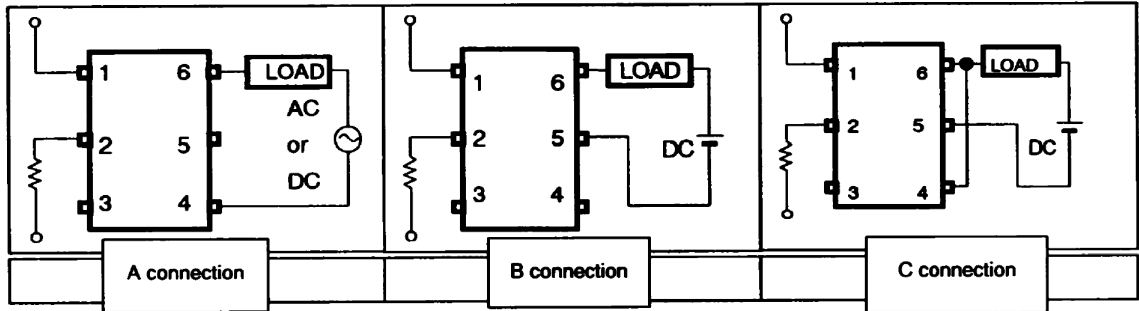 1 6 LOAD
AC
2 5 or
DC
3 4
A connection
1 6 LOAD
2 5 DC
3 4
B connection
1 6 LOAD
2 5 DC
3 4
C connection